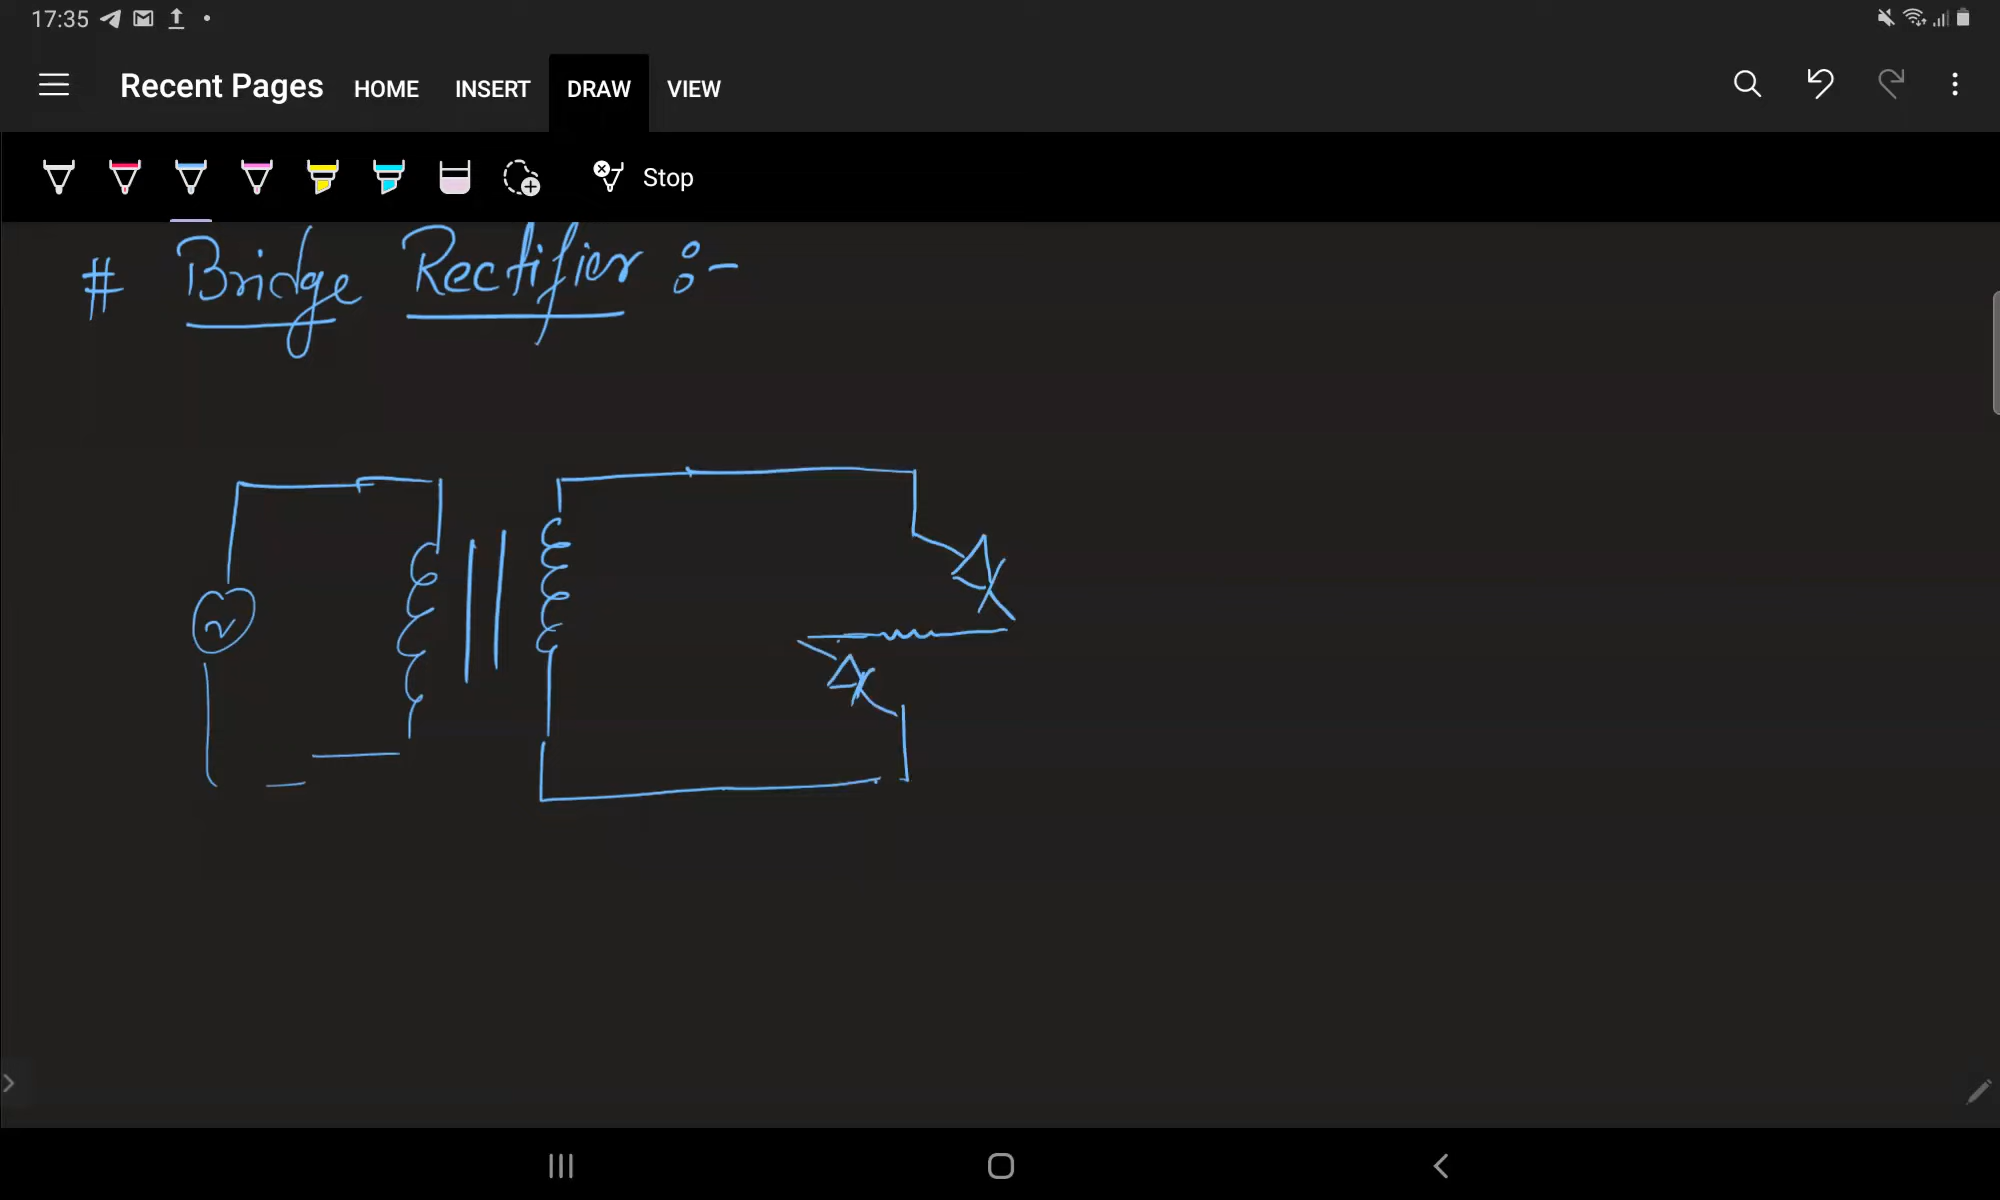 17:35
Recent Pages HOME INSERT DRAW VIEW
Stop
# Bridge Rectifier :-